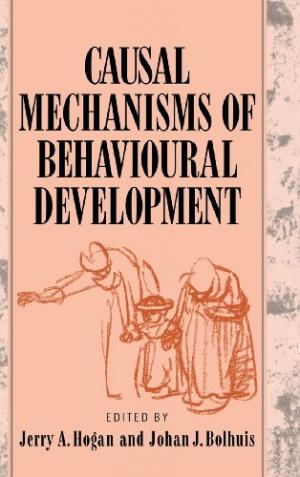 CAUSAL
MECHANISMS OF
BEHAVIOURAL
DEVELOPMENT
EDITED BY
Jerry A. Hogan and Johan J. Bolhuis